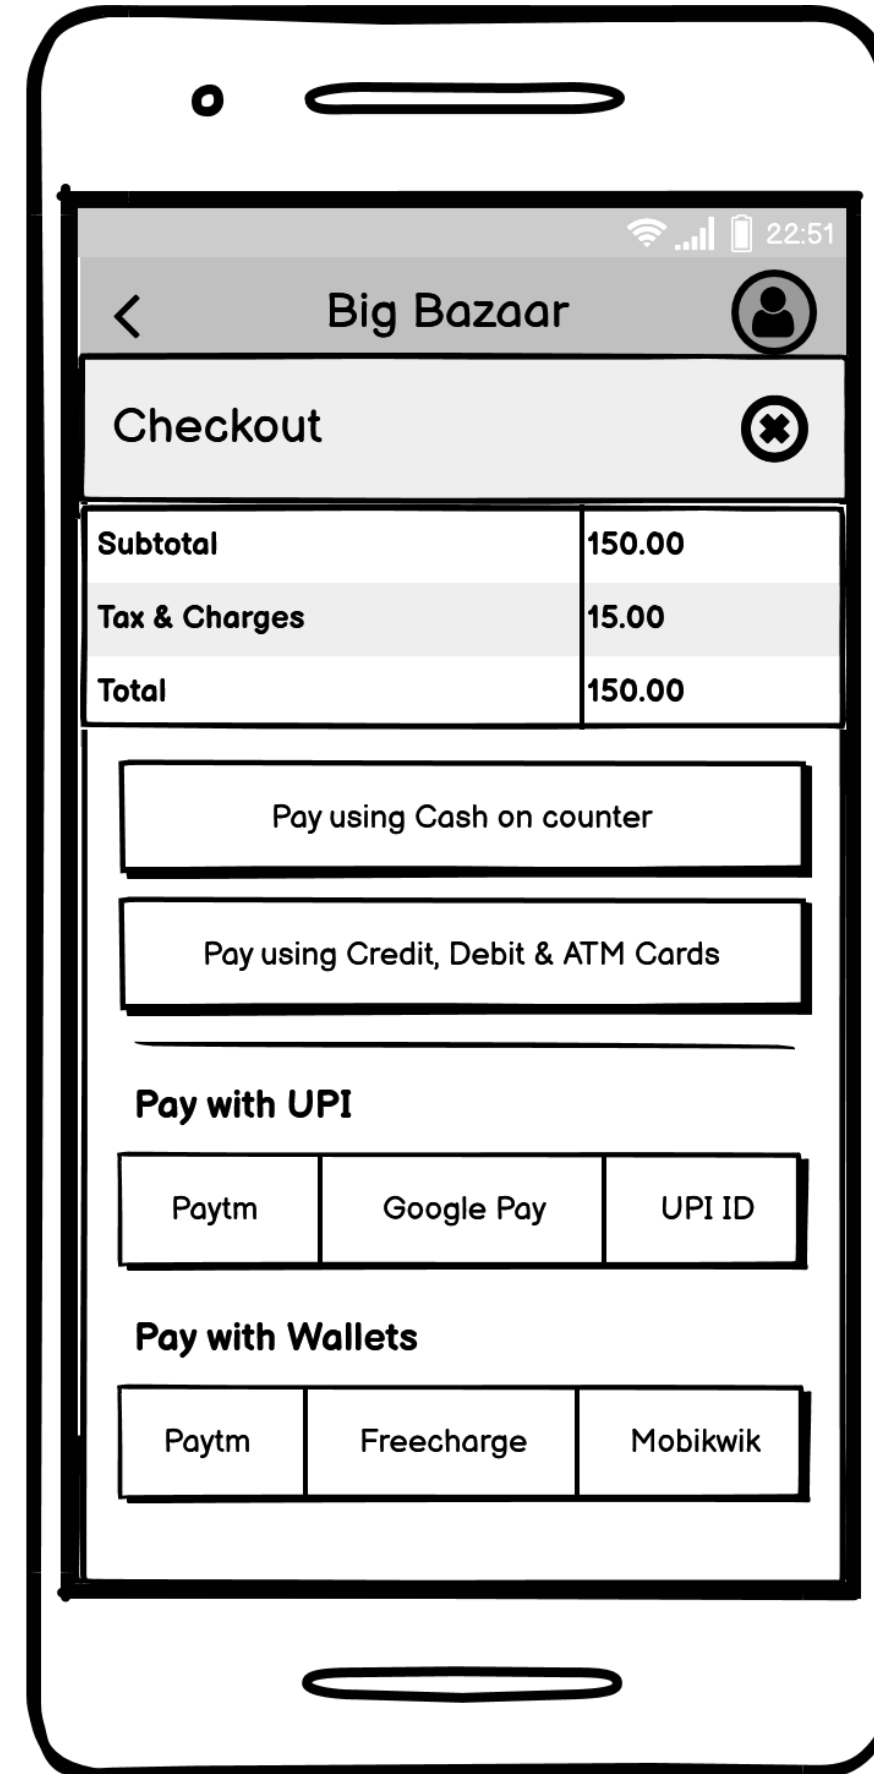 22:51
Big Bazaar
Checkout
Subtotal 150.00
Tax & Charges 15.00
Total 150.00
Pay using Cash on counter
Pay using Credit, Debit & ATM Cards
Pay with UPI
Paytm Google Pay UPI ID
Pay with Wallets
Paytm Freecharge Mobikwik